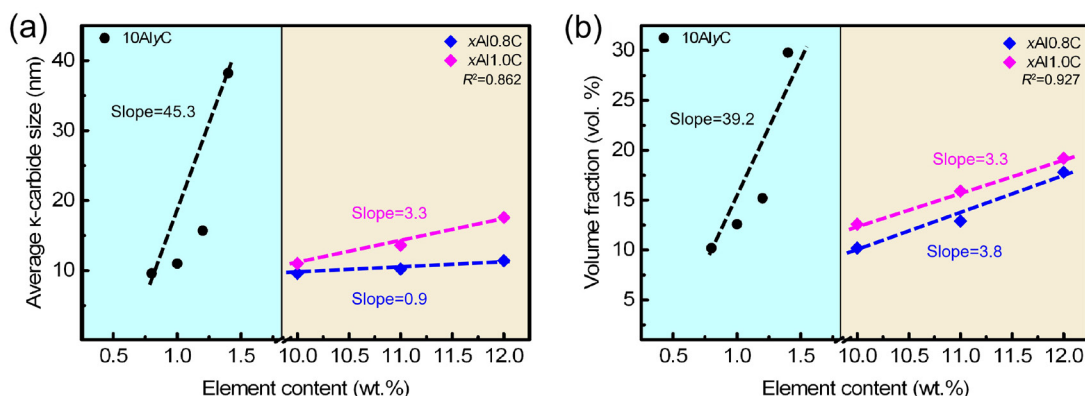 (a)
10AlyC
xAl0.8C
xAl1.0C
R²=0.862
Slope=45.3
Slope=3.3
Slope=0.9
Average κ-carbide size (nm)
40
30
20
10
0.5 1.0 1.5 10.0 10.5 11.0 11.5 12.0
Element content (wt.%)
(b)
10AlyC
xAl0.8C
xAl1.0C
R²=0.927
Slope=39.2
Slope=3.3
Slope=3.8
Volume fraction (vol. %)
30
25
20
15
10
5
0.5 1.0 1.5 10.0 10.5 11.0 11.5 12.0
Element content (wt.%)